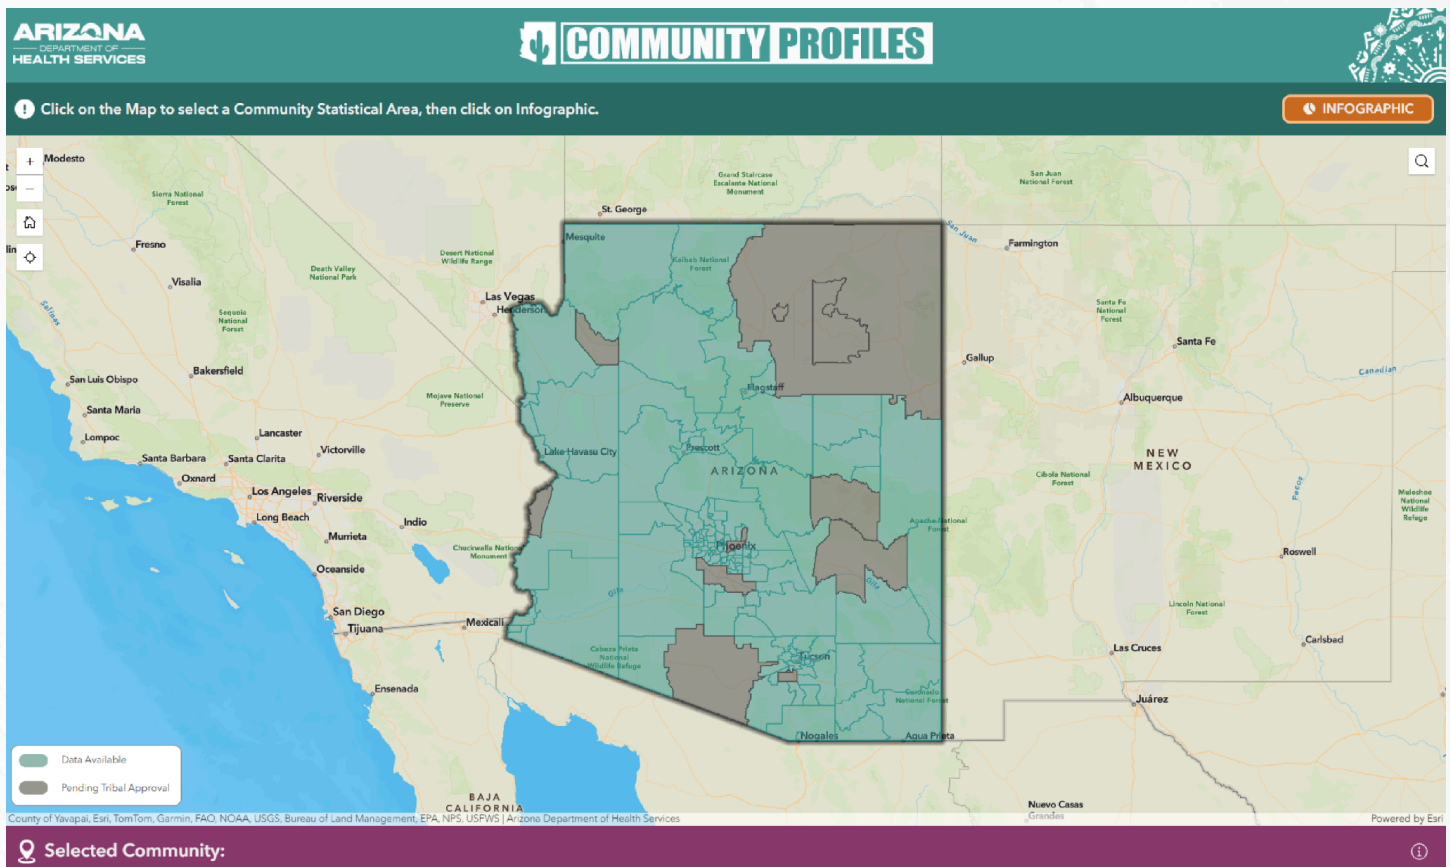 ARIZONA
DEPARTMENT OF
HEALTH SERVICES
COMMUNITY PROFILES
Click on the Map to select a Community Statistical Area, then click on Infographic.
INFOGRAPHIC
Modesto
Sierra National
Forest
Grand Staircase
Escalante National
Monument
San Juan
National Forest
St. George
San Juan
Mesquite
Fresno
Desert National
Wildlife Range
Kaibab National
Forest
Farmington
Death Valley
National Park
Visalia
Las Vegas
Henderson
Salinas
Sequoia
National
Forest
Santa Fe
National
Forest
Santa Fe
Gallup
Bakersfield
Canadian
San Luis Obispo
Flagstaff
Mojave National
Preserve
Albuquerque
Santa Maria
Lompoc
Lancaster
Victorville
Prescott
Lake Havasu City
NEW
MEXICO
Santa Barbara
Santa Clarita
ARIZONA
Cibola National
Forest
Oxnard
Pecos
Los Angeles
Riverside
Maleshoe
National
Wildlife
Refuge
Long Beach
Indio
Apache National
Forest
Murrieta
Chuckwalla National
Monument
Phoenix
Roswell
Oceanside
Gila
Gila
San Diego
Lincoln National
Forest
Tijuana
Mexicali
Carlsbad
Cabeza Prieta
National
Wildlife Refuge
Tucson
Las Cruces
Ensenada
Coronado
National Forest
Juárez
Nogales
Agua Prieta
Data Available
Pending Tribal Approval
BAJA
CALIFORNIA
Nuevo Casas
Grandes
County of Yavapai, Esri, TomTom, Garmin, FAO, NOAA, USGS, Bureau of Land Management, EPA, NPS, USFWS | Arizona Department of Health Services
Powered by Esri
Selected Community: